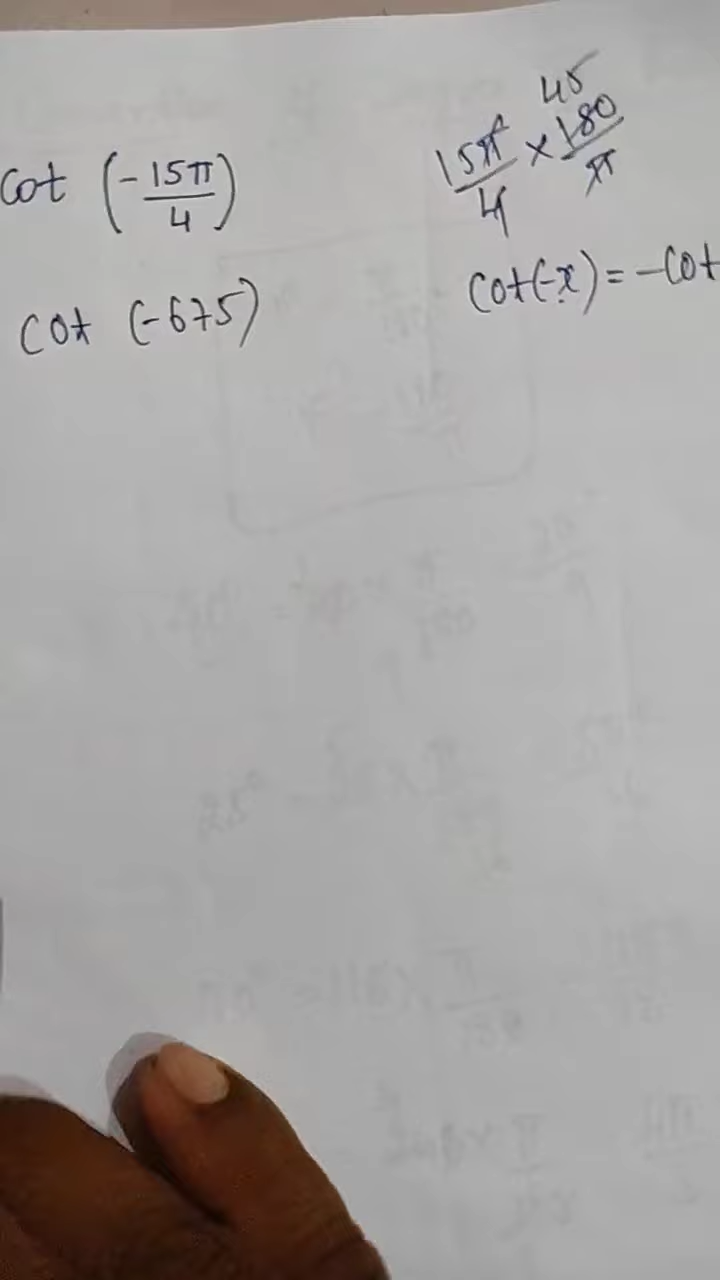 cot (-15π/4)
15π/4 × 180/π
45
cot (-675)
cot(-x) = -cot